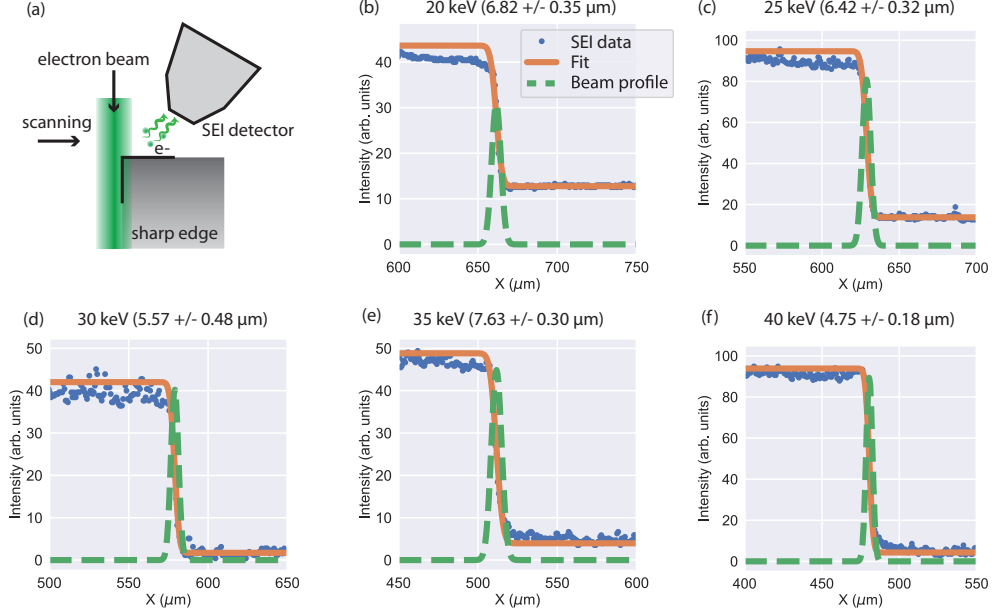 (a)
electron beam
scanning
SEI detector
e-
sharp edge
(b) 20 keV (6.82 +/- 0.35 μm)
SEI data
Fit
Beam profile
Intensity (arb. units)
40
30
20
10
0
600 650 700 750
X (μm)
(c) 25 keV (6.42 +/- 0.32 μm)
Intensity (arb. units)
100
80
60
40
20
0
550 600 650 700
X (μm)
(d) 30 keV (5.57 +/- 0.48 μm)
Intensity (arb. units)
50
40
30
20
10
0
500 550 600 650
X (μm)
(e) 35 keV (7.63 +/- 0.30 μm)
Intensity (arb. units)
50
40
30
20
10
0
450 500 550 600
X (μm)
(f) 40 keV (4.75 +/- 0.18 μm)
Intensity (arb. units)
100
80
60
40
20
0
400 450 500 550
X (μm)